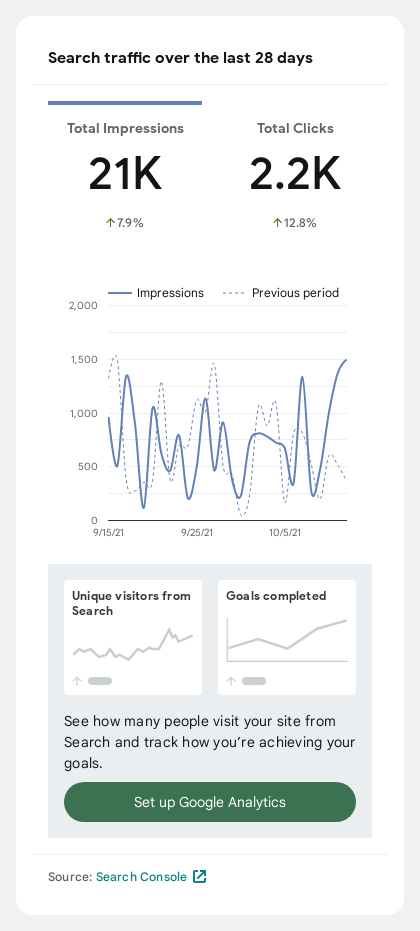 Search traffic over the last 28 days
Total Impressions
21K
↑7.9%
Total Clicks
2.2K
↑12.8%
Impressions
Previous period
2,000
1,500
1,000
500
0
9/15/21
9/25/21
10/5/21
Unique visitors from
Search
Goals completed
See how many people visit your site from
Search and track how you’re achieving your
goals.
Set up Google Analytics
Source: Search Console